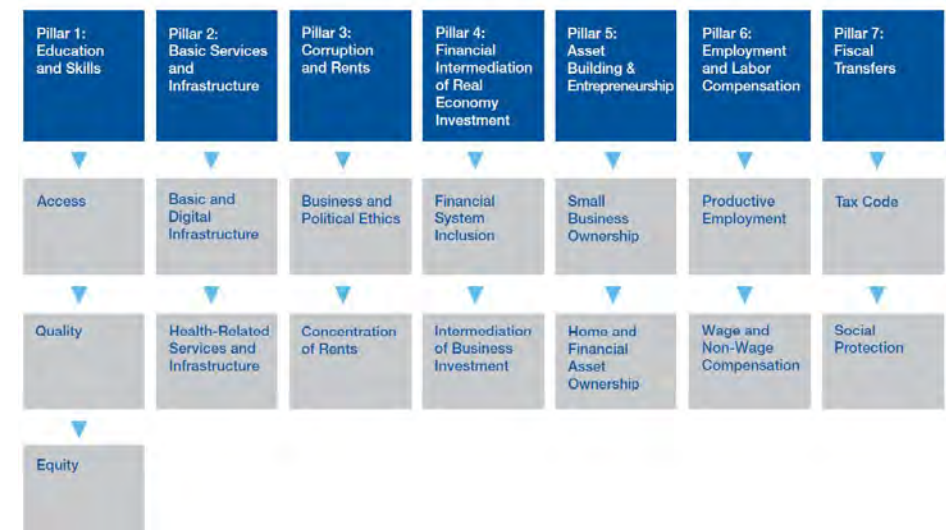 Pillar 1:
Education
and Skills
Pillar 2:
Basic Services
and
Infrastructure
Pillar 3:
Corruption
and Rents
Pillar 4:
Financial
Intermediation
of Real
Economy
Investment
Pillar 5:
Asset
Building &
Entrepreneurship
Pillar 6:
Employment
and Labor
Compensation
Pillar 7:
Fiscal
Transfers
Access
Basic and
Digital
Infrastructure
Business and
Political Ethics
Financial
System
Inclusion
Small
Business
Ownership
Productive
Employment
Tax Code
Quality
Health-Related
Services and
Infrastructure
Concentration
of Rents
Intermediation
of Business
Investment
Home and
Financial
Asset
Ownership
Wage and
Non-Wage
Compensation
Social
Protection
Equity